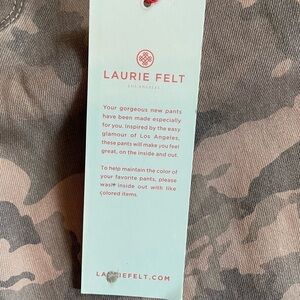 LAURIE FELT
LOS ANGELES
Your gorgeous new pants
have been made especially
for you. Inspired by the easy
glamour of Los Angeles,
these pants will make you feel
great, on the inside and out.
To help maintain the color of
your favorite pants, please
wash inside out with like
colored items.
LAURIEFELT.COM